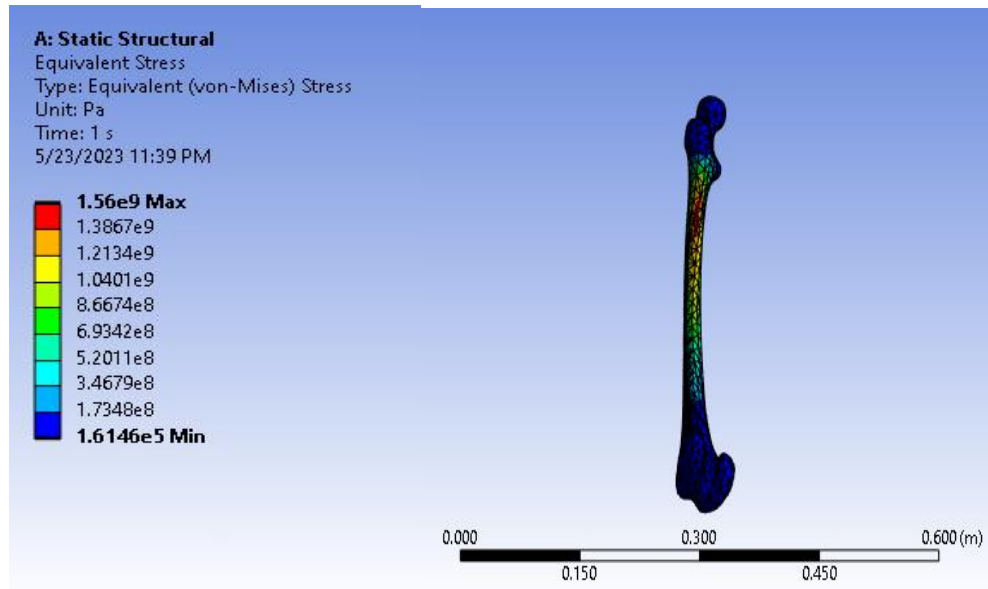 A: Static Structural
Equivalent Stress
Type: Equivalent (von-Mises) Stress
Unit: Pa
Time: 1 s
5/23/2023 11:39 PM
1.56e9 Max
1.3867e9
1.2134e9
1.0401e9
8.6674e8
6.9342e8
5.2011e8
3.4679e8
1.7348e8
1.6146e5 Min
0.000 0.300 0.600 (m)
0.150 0.450